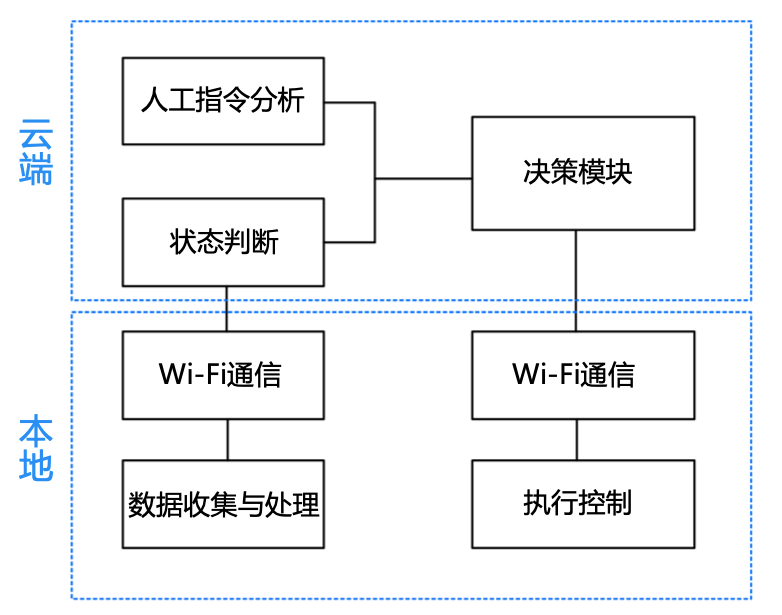 云端
人工指令分析
决策模块
状态判断
本地
Wi-Fi通信
Wi-Fi通信
数据收集与处理
执行控制